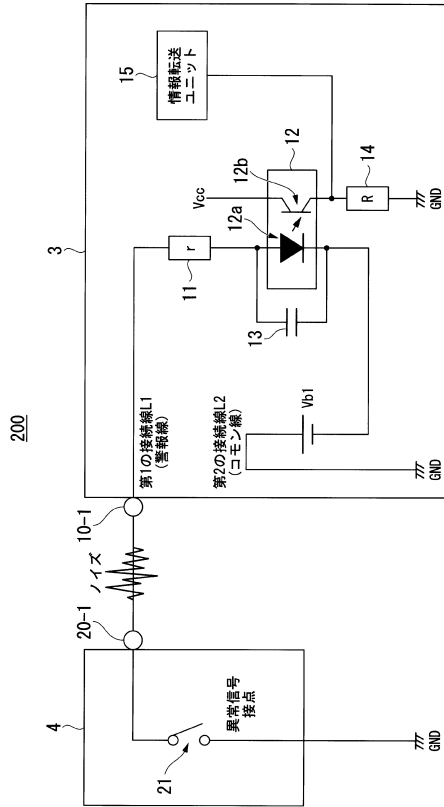 200
3
15
情報転送
ユニット
12
12b
12a
Vcc
r
11
13
R
14
GND
第1の接続線L1
(警報線)
第2の接続線L2
(コモン線)
Vb1
GND
10-1
ノイズ
20-1
4
21
異常信号
接点
GND